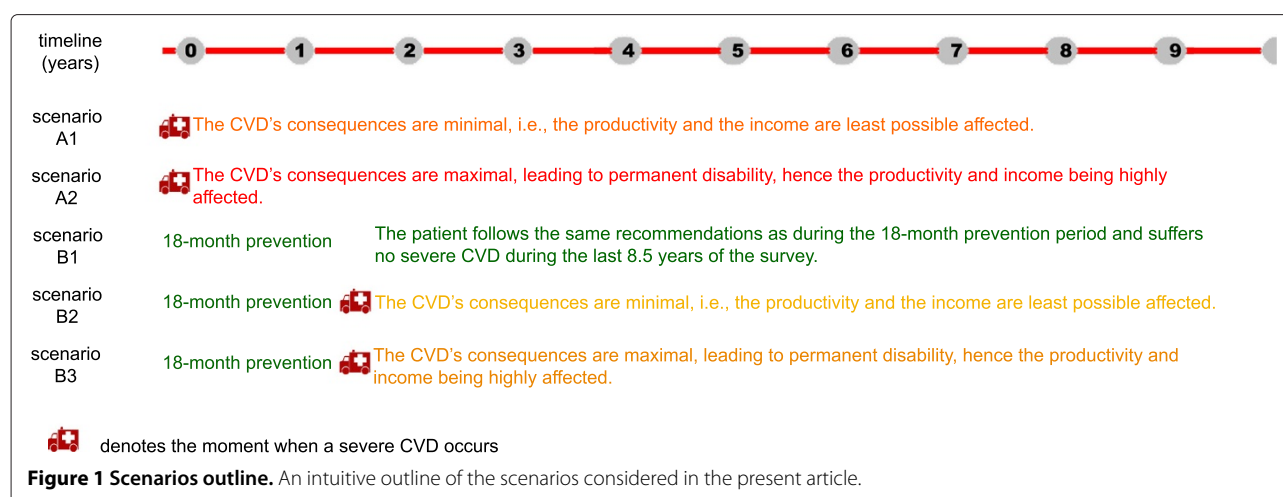 timeline
(years)
0 1 2 3 4 5 6 7 8 9
scenario
A1
The CVD's consequences are minimal, i.e., the productivity and the income are least possible affected.
scenario
A2
The CVD's consequences are maximal, leading to permanent disability, hence the productivity and income being highly
affected.
scenario
B1
18-month prevention
The patient follows the same recommendations as during the 18-month prevention period and suffers
no severe CVD during the last 8.5 years of the survey.
scenario
B2
18-month prevention
The CVD's consequences are minimal, i.e., the productivity and the income are least possible affected.
scenario
B3
18-month prevention
The CVD's consequences are maximal, leading to permanent disability, hence the productivity and
income being highly affected.
denotes the moment when a severe CVD occurs
Figure 1 Scenarios outline. An intuitive outline of the scenarios considered in the present article.